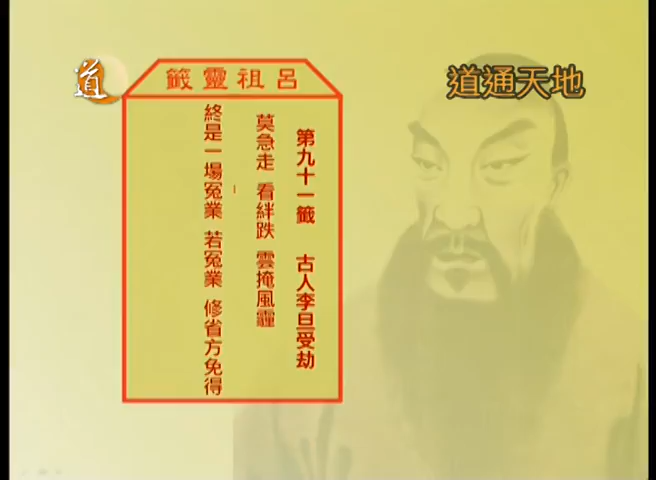 道
道通天地
呂祖靈籤
第九十一籤 古人李旦受劫
莫急走 看絆跌 雲掩風霾
終是一場冤業 若冤業 修省方免得